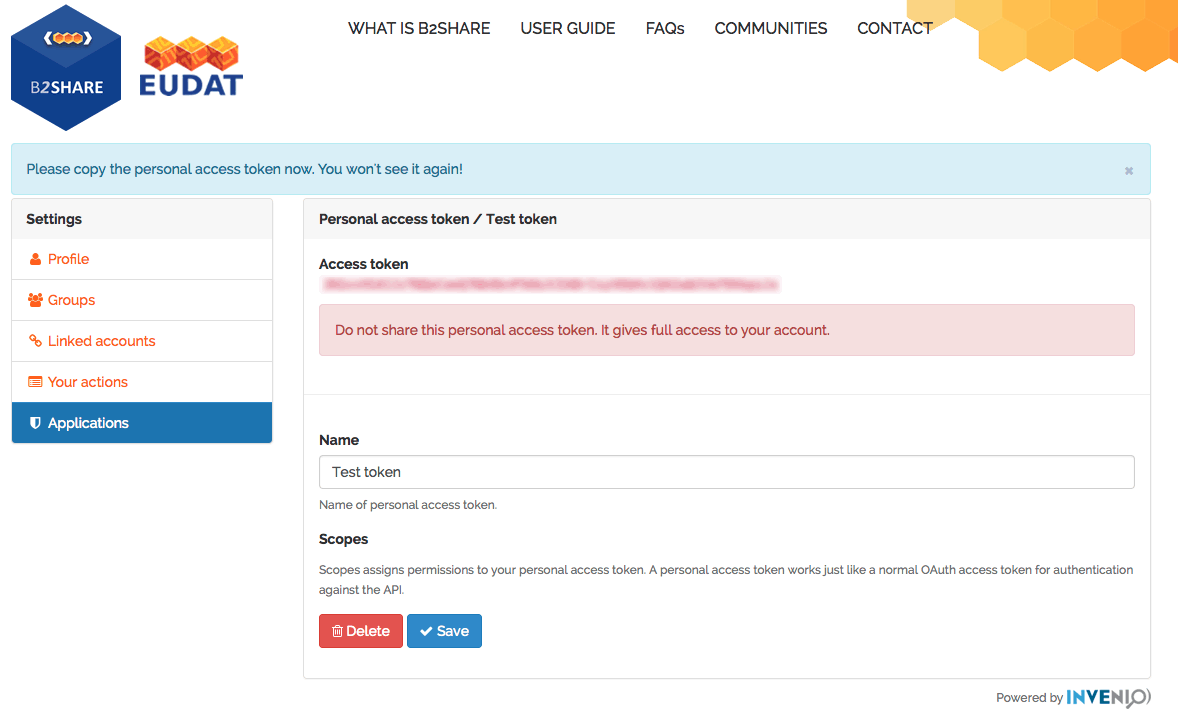 B2SHARE
EUDAT
WHAT IS B2SHARE USER GUIDE FAQs COMMUNITIES CONTACT
Please copy the personal access token now. You won't see it again!
Settings
Profile
Groups
Linked accounts
Your actions
Applications
Personal access token / Test token
Access token
Do not share this personal access token. It gives full access to your account.
Name
Test token
Name of personal access token.
Scopes
Scopes assigns permissions to your personal access token. A personal access token works just like a normal OAuth access token for authentication
against the API.
Delete Save
Powered by INVENIO